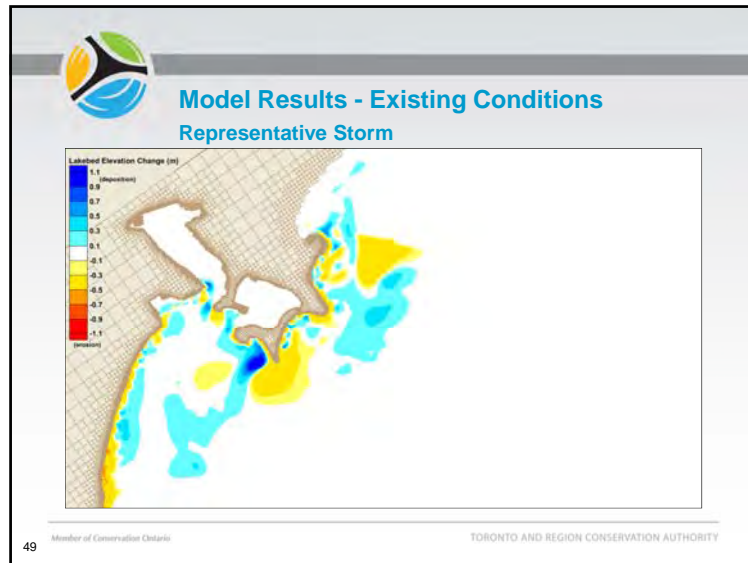 Model Results - Existing Conditions
Representative Storm
Lakebed Elevation Change (m)
1.1
(deposition)
0.9
0.7
0.5
0.3
0.1
-0.1
-0.3
-0.5
-0.7
-0.9
-1.1
(erosion)
Member of Conservation Ontario
TORONTO AND REGION CONSERVATION AUTHORITY
49